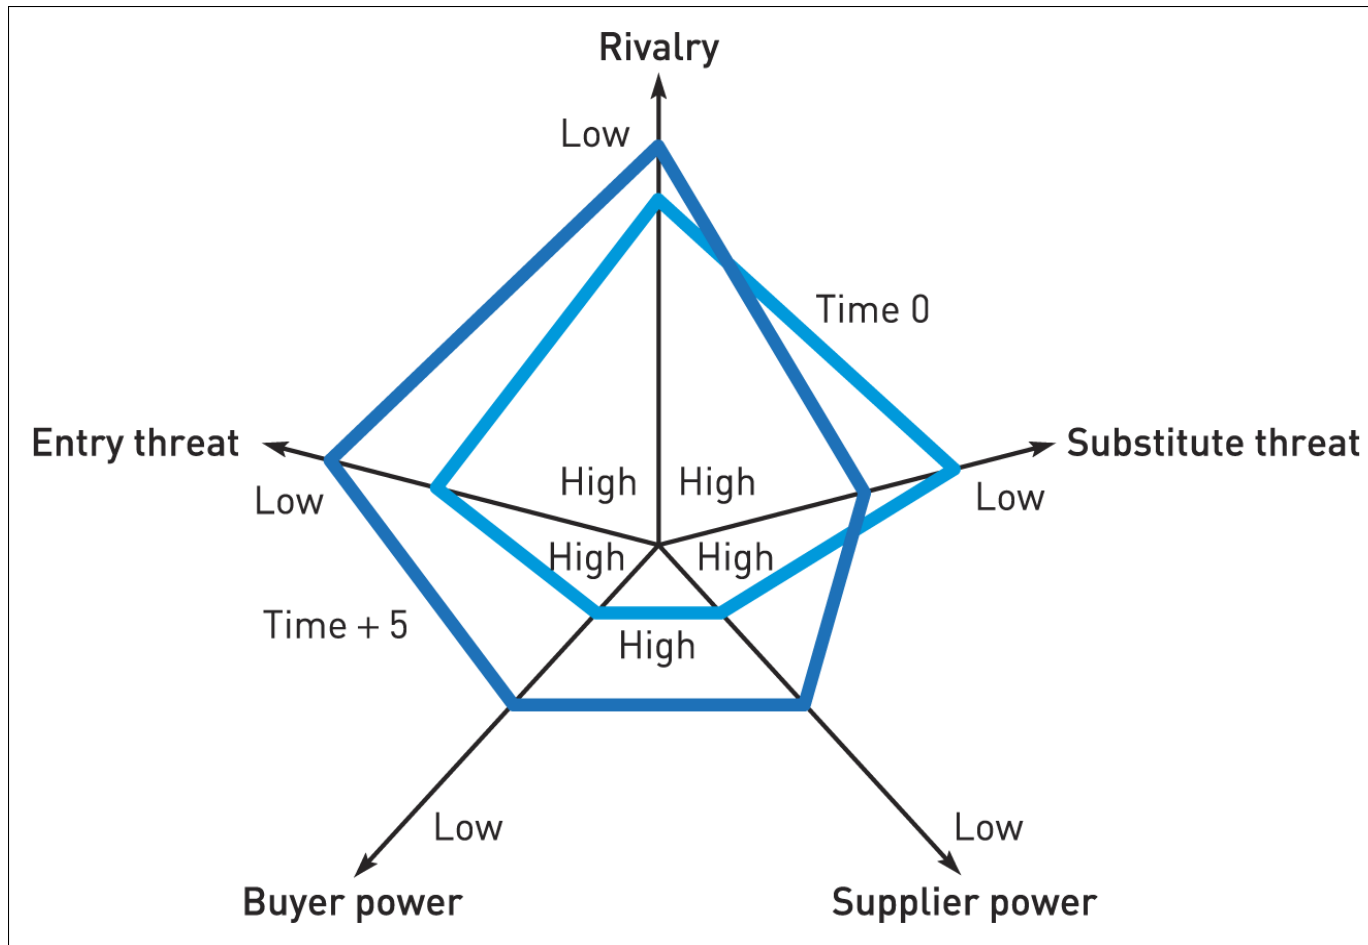 Rivalry
Low
Time 0
Entry threat
Substitute threat
High
High
Low
Low
High
High
Time + 5
High
Low
Low
Buyer power
Supplier power